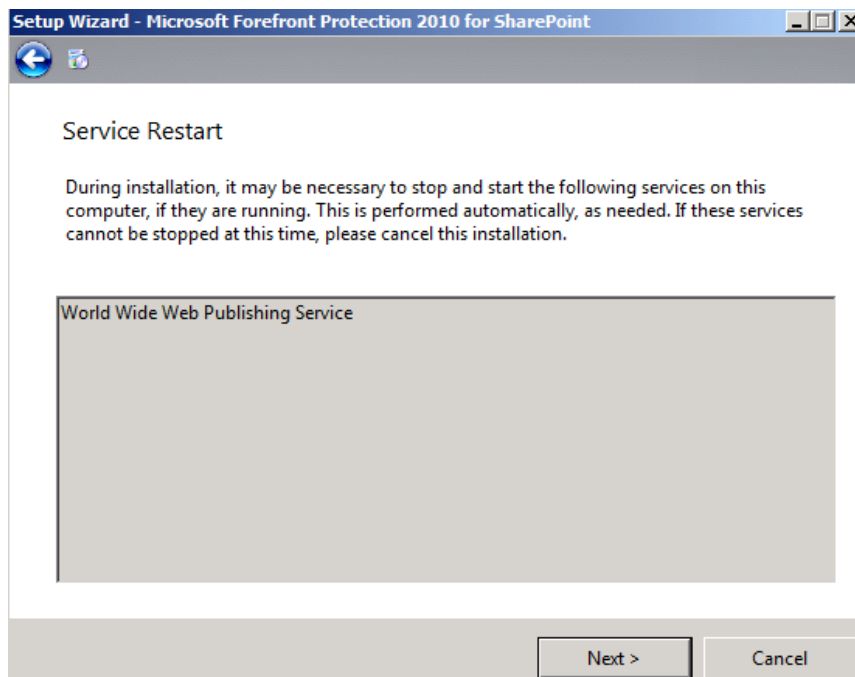 Setup Wizard - Microsoft Forefront Protection 2010 for SharePoint
Service Restart
During installation, it may be necessary to stop and start the following services on this
computer, if they are running. This is performed automatically, as needed. If these services
cannot be stopped at this time, please cancel this installation.
World Wide Web Publishing Service
Next >
Cancel